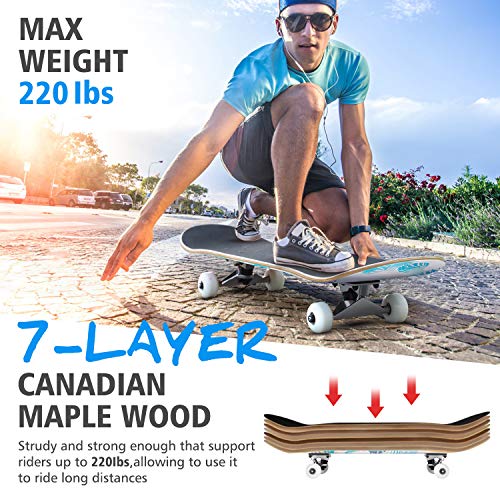 MAX
WEIGHT
220 lbs
7-LAYER
CANADIAN
MAPLE WOOD
Strudy and strong enough that support
riders up to 220lbs,allowing to use it
to ride long distances